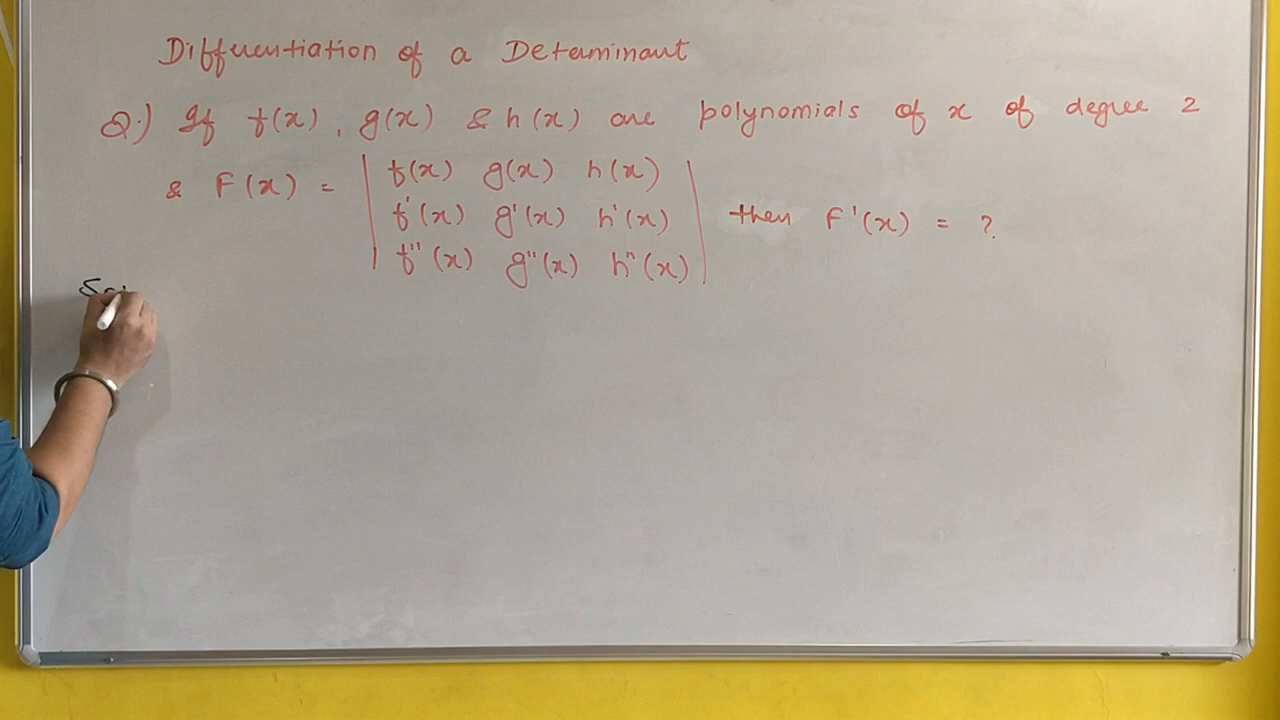 Differentiation of a Determinant
Q.) If f(x), g(x) & h(x) are polynomials of x of degree 2
& F(x) = | f(x) g(x) h(x) |
| f'(x) g'(x) h'(x) | then F'(x) = ?
| f''(x) g''(x) h''(x) |